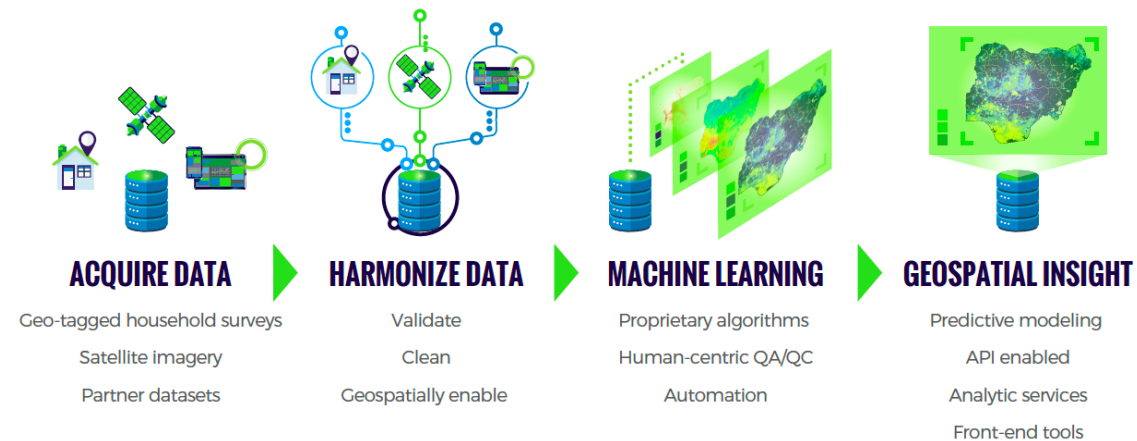 ACQUIRE DATA
Geo-tagged household surveys
Satellite imagery
Partner datasets
HARMONIZE DATA
Validate
Clean
Geospatially enable
MACHINE LEARNING
Proprietary algorithms
Human-centric QA/QC
Automation
GEOSPATIAL INSIGHT
Predictive modeling
API enabled
Analytic services
Front-end tools